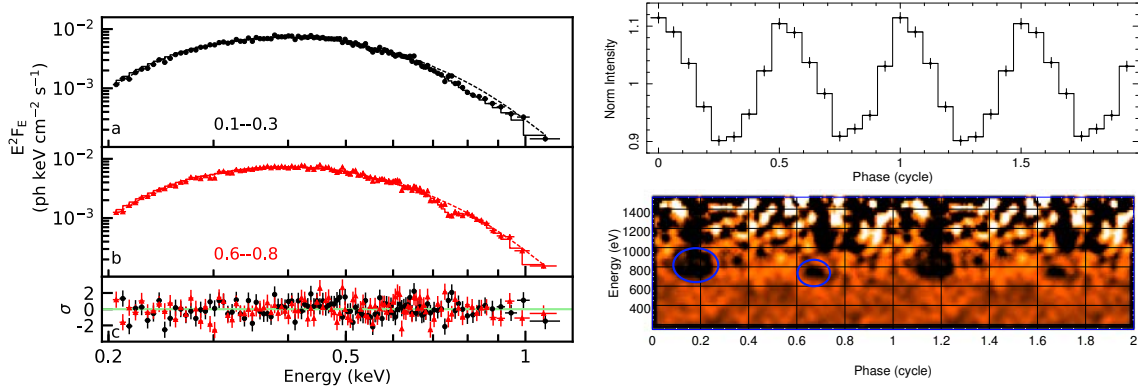 10⁻²
10⁻³
a
0.1--0.3
E²F_E
(ph keV cm⁻² s⁻¹)
10⁻²
10⁻³
b
0.6--0.8
2
0
-2
σ
c
0.2
0.5
1
Energy (keV)
1.1
1
0.9
Norm Intensity
0
0.5
1
1.5
Phase (cycle)
1400
1200
1000
800
600
400
Energy (eV)
0 0.2 0.4 0.6 0.8 1 1.2 1.4 1.6 1.8 2
Phase (cycle)